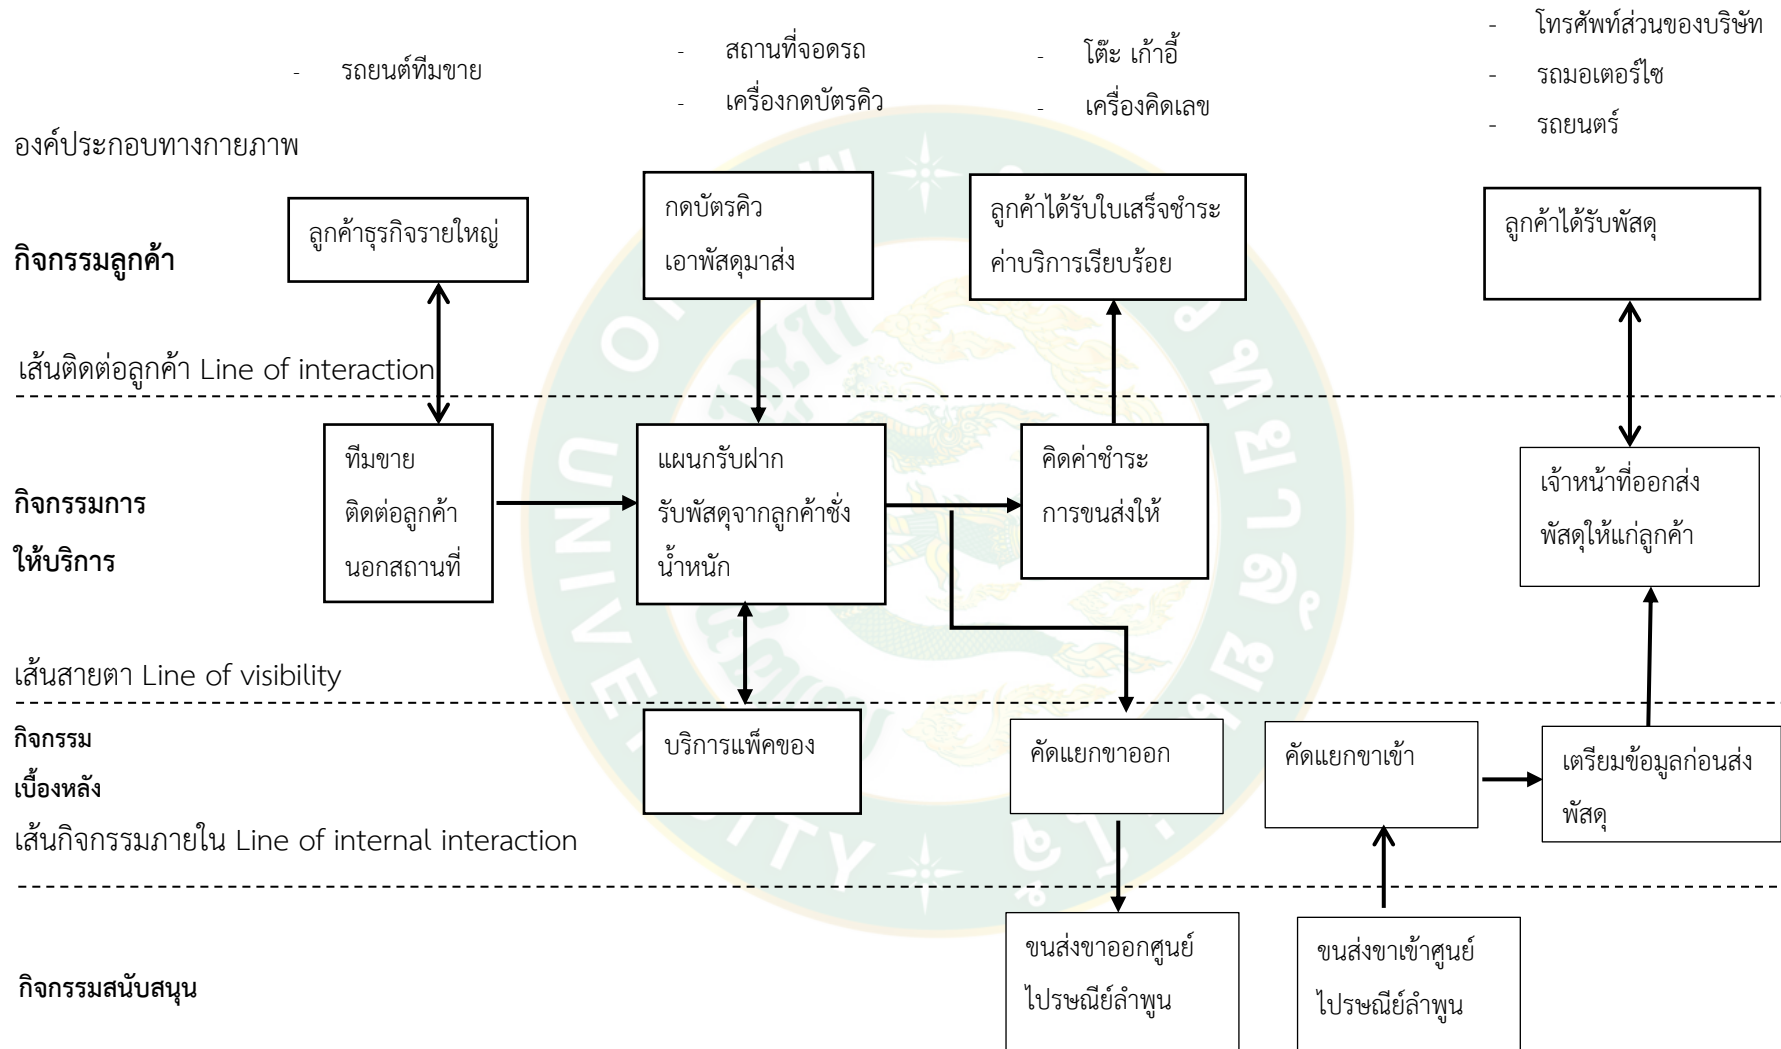 - รถยนต์ทีมขาย
- สถานที่จอดรถ
- เครื่องกดบัตรคิว
- โต๊ะ เก้าอี้
- เครื่องคิดเลข
- โทรศัพท์ส่วนของบริษัท
- รถมอเตอร์ไซ
- รถยนตร์
องค์ประกอบทางกายภาพ
กิจกรรมลูกค้า
ลูกค้าธุรกิจรายใหญ่
กดบัตรคิว
เอาพัสดุมาส่ง
ลูกค้าได้รับใบเสร็จชำระ
ค่าบริการเรียบร้อย
ลูกค้าได้รับพัสดุ
เส้นติดต่อลูกค้า Line of interaction
กิจกรรมการ
ให้บริการ
ทีมขาย
ติดต่อลูกค้า
นอกสถานที่
แผนกรับฝาก
รับพัสดุจากลูกค้าชั่ง
น้ำหนัก
คิดค่าชำระ
การขนส่งให้
เจ้าหน้าที่ออกส่ง
พัสดุให้แก่ลูกค้า
เส้นสายตา Line of visibility
กิจกรรม
เบื้องหลัง
บริการแพ็คของ
คัดแยกขาออก
คัดแยกขาเข้า
เตรียมข้อมูลก่อนส่ง
พัสดุ
เส้นกิจกรรมภายใน Line of internal interaction
กิจกรรมสนับสนุน
ขนส่งขาออกศูนย์
ไปรษณีย์ลำพูน
ขนส่งขาเข้าศูนย์
ไปรษณีย์ลำพูน